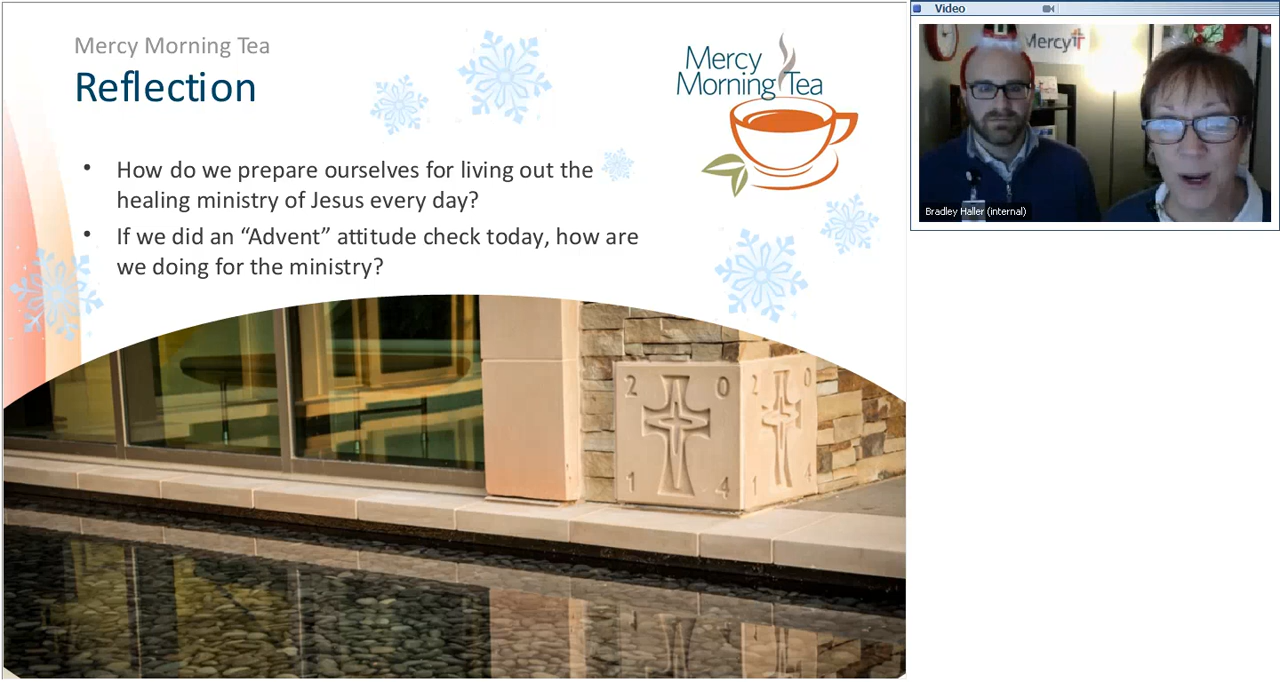 Mercy Morning Tea
Reflection
Mercy
Morning Tea
• How do we prepare ourselves for living out the
healing ministry of Jesus every day?
• If we did an “Advent” attitude check today, how are
we doing for the ministry?
2 0
1 4
2 0
1 4
Video
Mercy
Bradley Haller (internal)